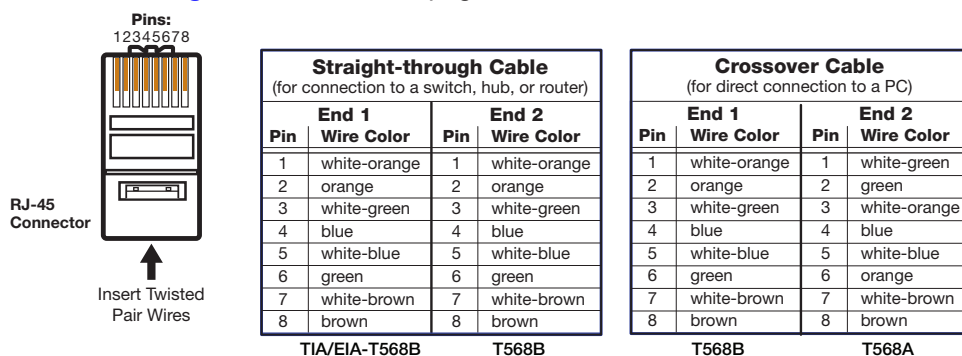 Pins:
12345678
RJ-45
Connector
Insert Twisted
Pair Wires
Straight-through Cable
(for connection to a switch, hub, or router)
End 1 End 2
Pin Wire Color Pin Wire Color
1 white-orange 1 white-orange
2 orange 2 orange
3 white-green 3 white-green
4 blue 4 blue
5 white-blue 5 white-blue
6 green 6 green
7 white-brown 7 white-brown
8 brown 8 brown
TIA/EIA-T568B T568B
Crossover Cable
(for direct connection to a PC)
End 1 End 2
Pin Wire Color Pin Wire Color
1 white-orange 1 white-green
2 orange 2 green
3 white-green 3 white-orange
4 blue 4 blue
5 white-blue 5 white-blue
6 green 6 orange
7 white-brown 7 white-brown
8 brown 8 brown
T568B T568A